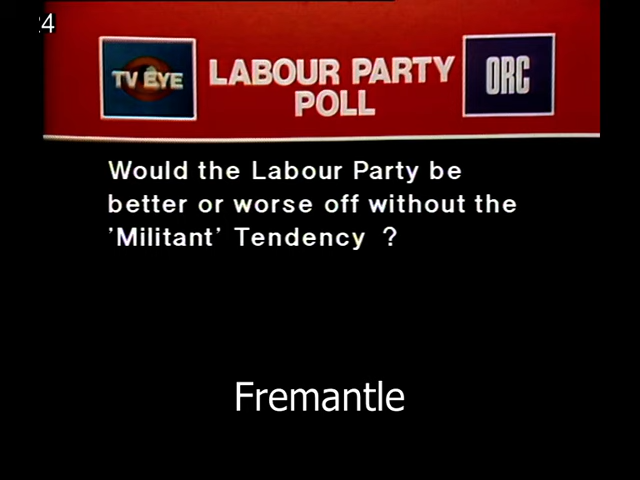 :24
TV EYE
LABOUR PARTY
POLL
ORC
Would the Labour Party be
better or worse off without the
'Militant' Tendency ?
Fremantle